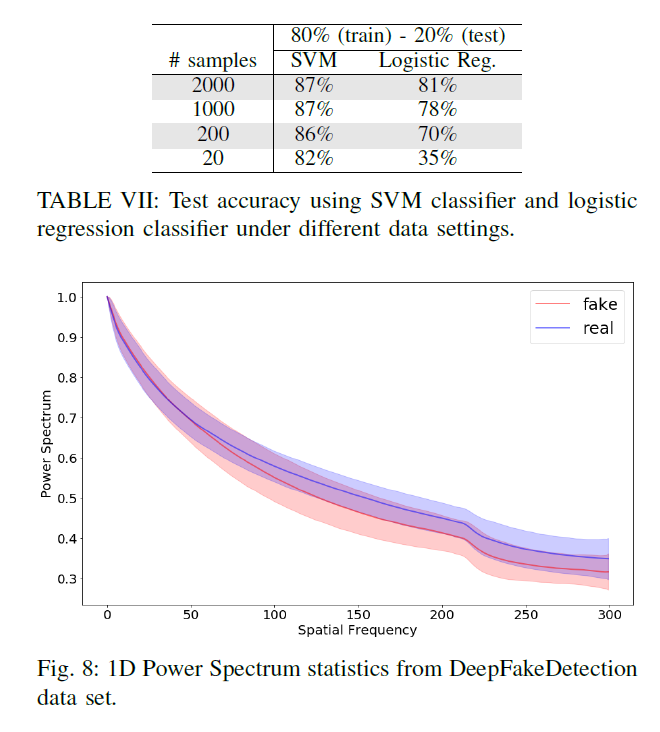 80% (train) - 20% (test)
# samples SVM Logistic Reg.
2000 87% 81%
1000 87% 78%
200 86% 70%
20 82% 35%
TABLE VII: Test accuracy using SVM classifier and logistic
regression classifier under different data settings.
fake
real
1.0
0.9
0.8
0.7
0.6
0.5
0.4
0.3
Power Spectrum
0 50 100 150 200 250 300
Spatial Frequency
Fig. 8: 1D Power Spectrum statistics from DeepFakeDetection
data set.